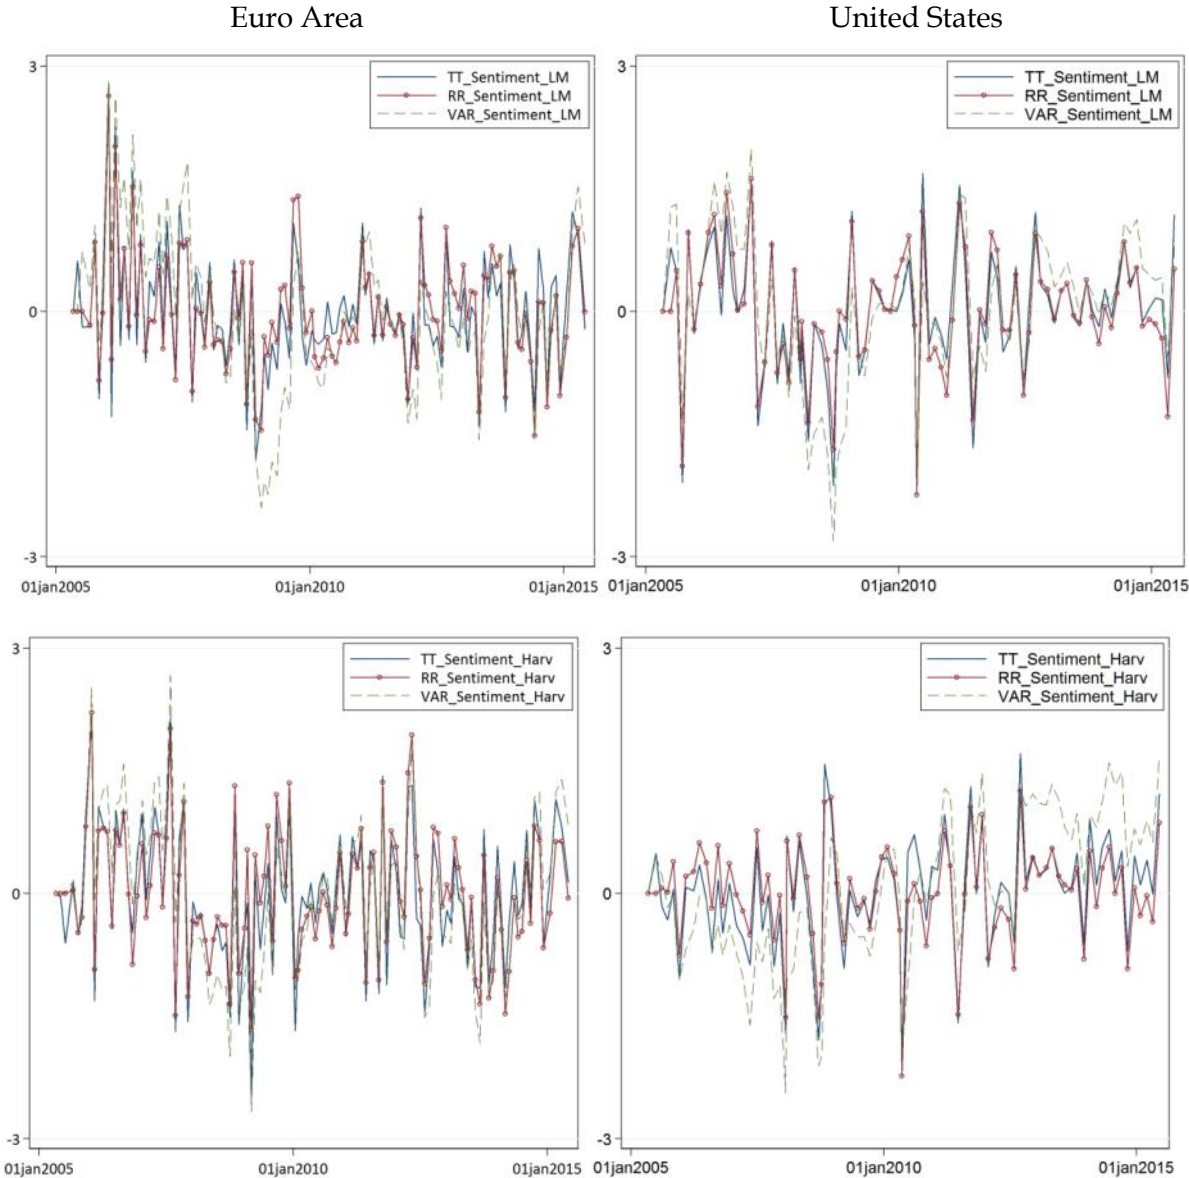 Euro Area
United States
3
TT_Sentiment_LM
RR_Sentiment_LM
VAR_Sentiment_LM
0
-3
01jan2005
01jan2010
01jan2015
3
TT_Sentiment_LM
RR_Sentiment_LM
VAR_Sentiment_LM
0
-3
01jan2005
01jan2010
01jan2015
3
TT_Sentiment_Harv
RR_Sentiment_Harv
VAR_Sentiment_Harv
0
-3
01jan2005
01jan2010
01jan2015
3
TT_Sentiment_Harv
RR_Sentiment_Harv
VAR_Sentiment_Harv
0
-3
01jan2005
01jan2010
01jan2015